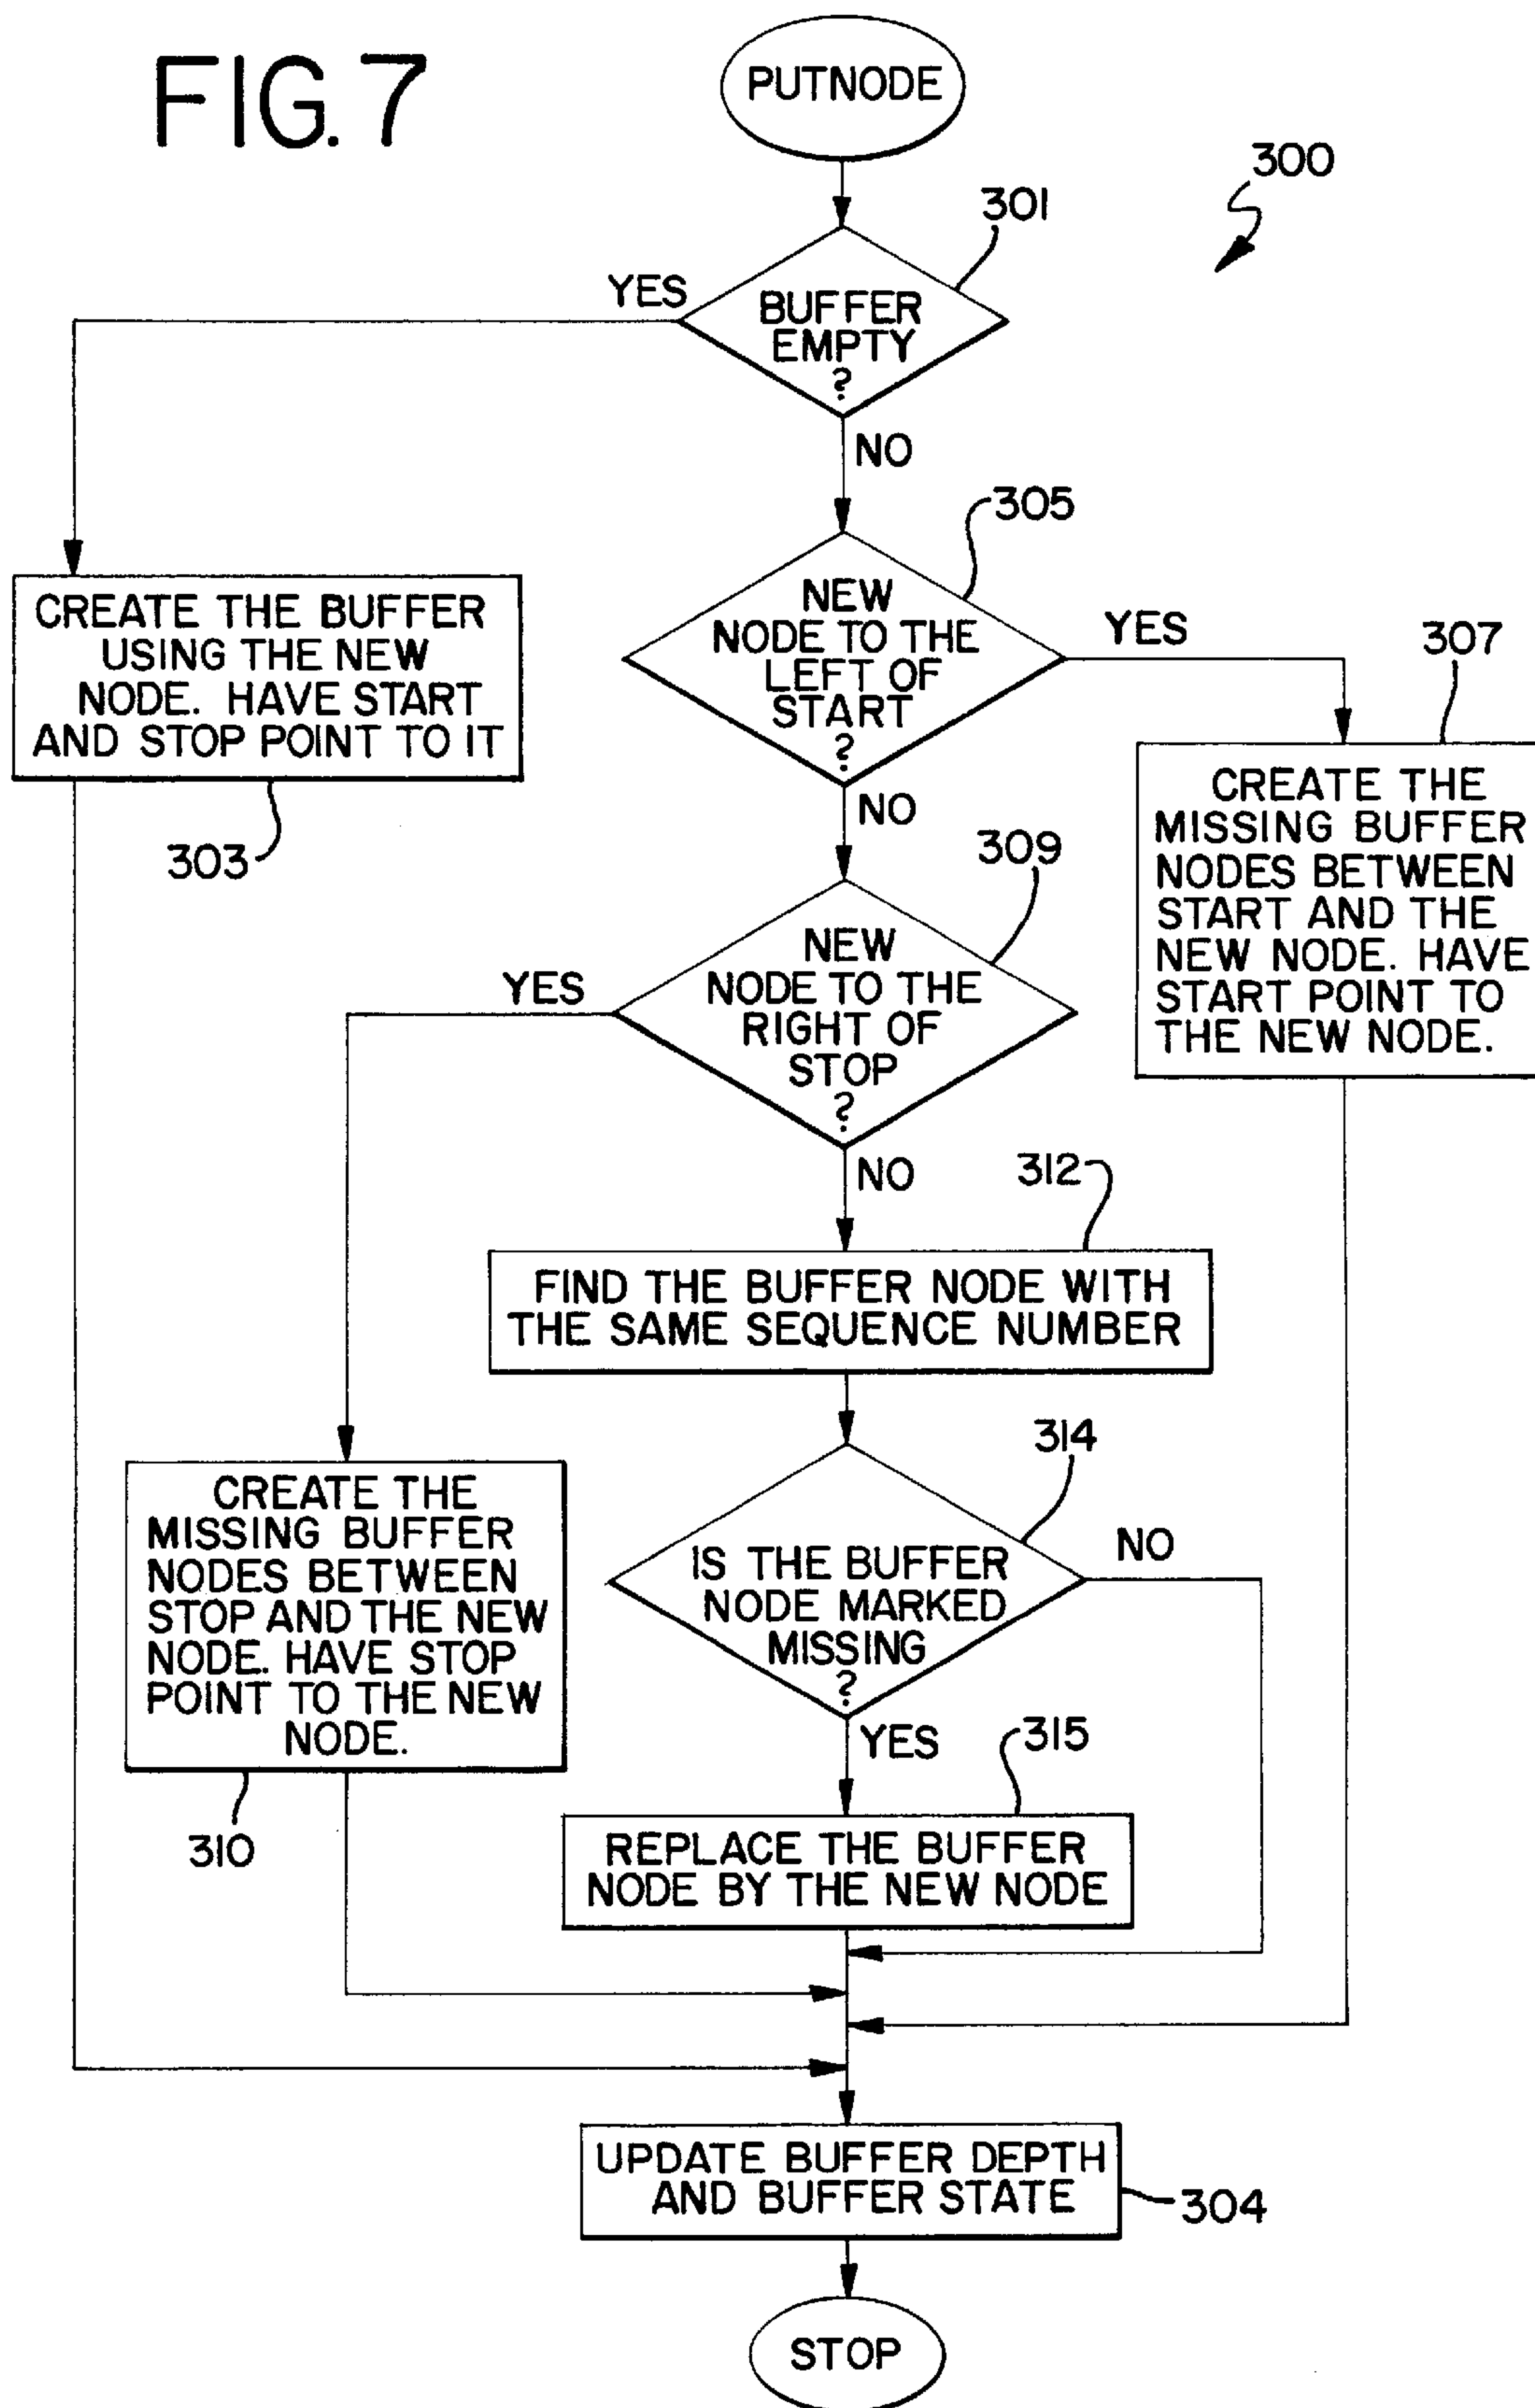 FIG. 7
PUTNODE
300
301
YES
BUFFER
EMPTY
?
NO
305
NEW
NODE TO THE
LEFT OF
START
?
YES
307
CREATE THE BUFFER
USING THE NEW
NODE. HAVE START
AND STOP POINT TO IT
303
NO
CREATE THE
MISSING BUFFER
NODES BETWEEN
START AND THE
NEW NODE. HAVE
START POINT TO
THE NEW NODE.
309
NEW
NODE TO THE
RIGHT OF
STOP
?
YES
NO
312
FIND THE BUFFER NODE WITH
THE SAME SEQUENCE NUMBER
314
CREATE THE
MISSING BUFFER
NODES BETWEEN
STOP AND THE NEW
NODE. HAVE STOP
POINT TO THE NEW
NODE.
310
IS THE BUFFER
NODE MARKED
MISSING
?
NO
YES
315
REPLACE THE BUFFER
NODE BY THE NEW NODE
UPDATE BUFFER DEPTH
AND BUFFER STATE
304
STOP